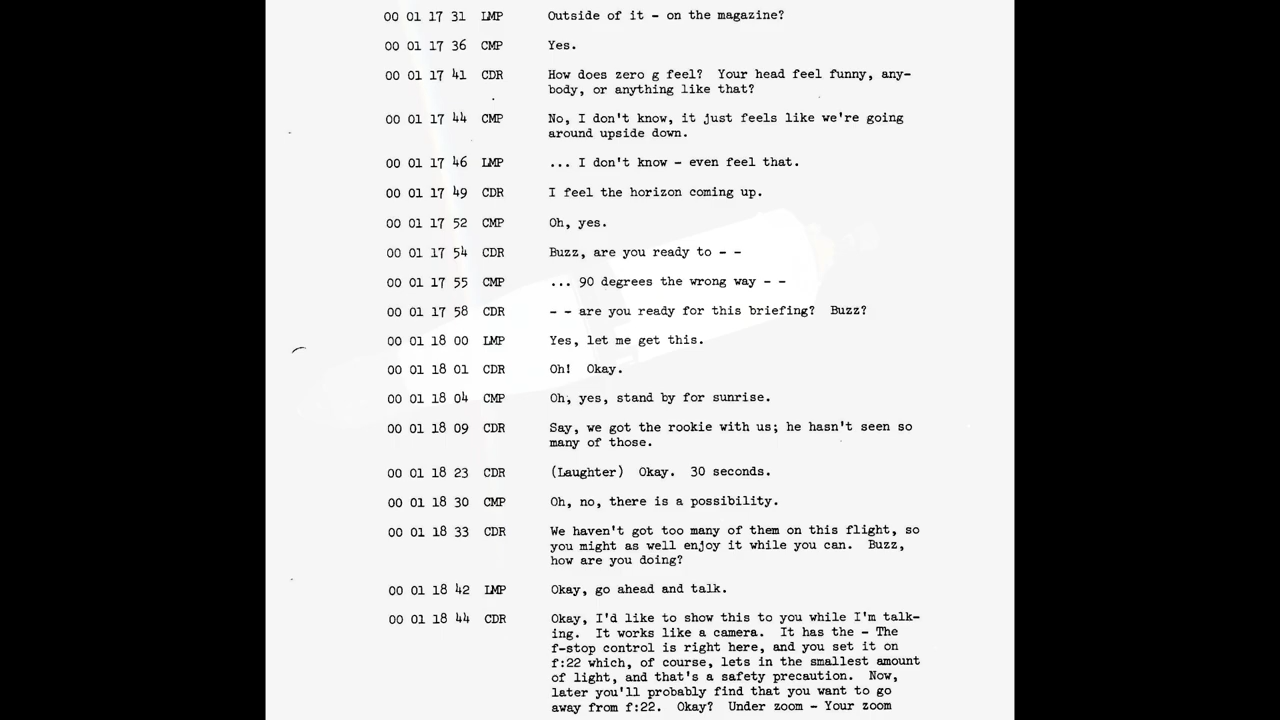 00 01 17 31 LMP Outside of it - on the magazine?
00 01 17 36 CMP Yes.
00 01 17 41 CDR How does zero g feel? Your head feel funny, any-
body, or anything like that?
00 01 17 44 CMP No, I don't know, it just feels like we're going
around upside down.
00 01 17 46 LMP ... I don't know - even feel that.
00 01 17 49 CDR I feel the horizon coming up.
00 01 17 52 CMP Oh, yes.
00 01 17 54 CDR Buzz, are you ready to - -
00 01 17 55 CMP ... 90 degrees the wrong way - -
00 01 17 58 CDR - - are you ready for this briefing? Buzz?
00 01 18 00 LMP Yes, let me get this.
00 01 18 01 CDR Oh! Okay.
00 01 18 04 CMP Oh, yes, stand by for sunrise.
00 01 18 09 CDR Say, we got the rookie with us; he hasn't seen so
many of those.
00 01 18 23 CDR (Laughter) Okay. 30 seconds.
00 01 18 30 CMP Oh, no, there is a possibility.
00 01 18 33 CDR We haven't got too many of them on this flight, so
you might as well enjoy it while you can. Buzz,
how are you doing?
00 01 18 42 LMP Okay, go ahead and talk.
00 01 18 44 CDR Okay, I'd like to show this to you while I'm talk-
ing. It works like a camera. It has the - The
f-stop control is right here, and you set it on
f:22 which, of course, lets in the smallest amount
of light, and that's a safety precaution. Now,
later you'll probably find that you want to go
away from f:22. Okay? Under zoom - Your zoom